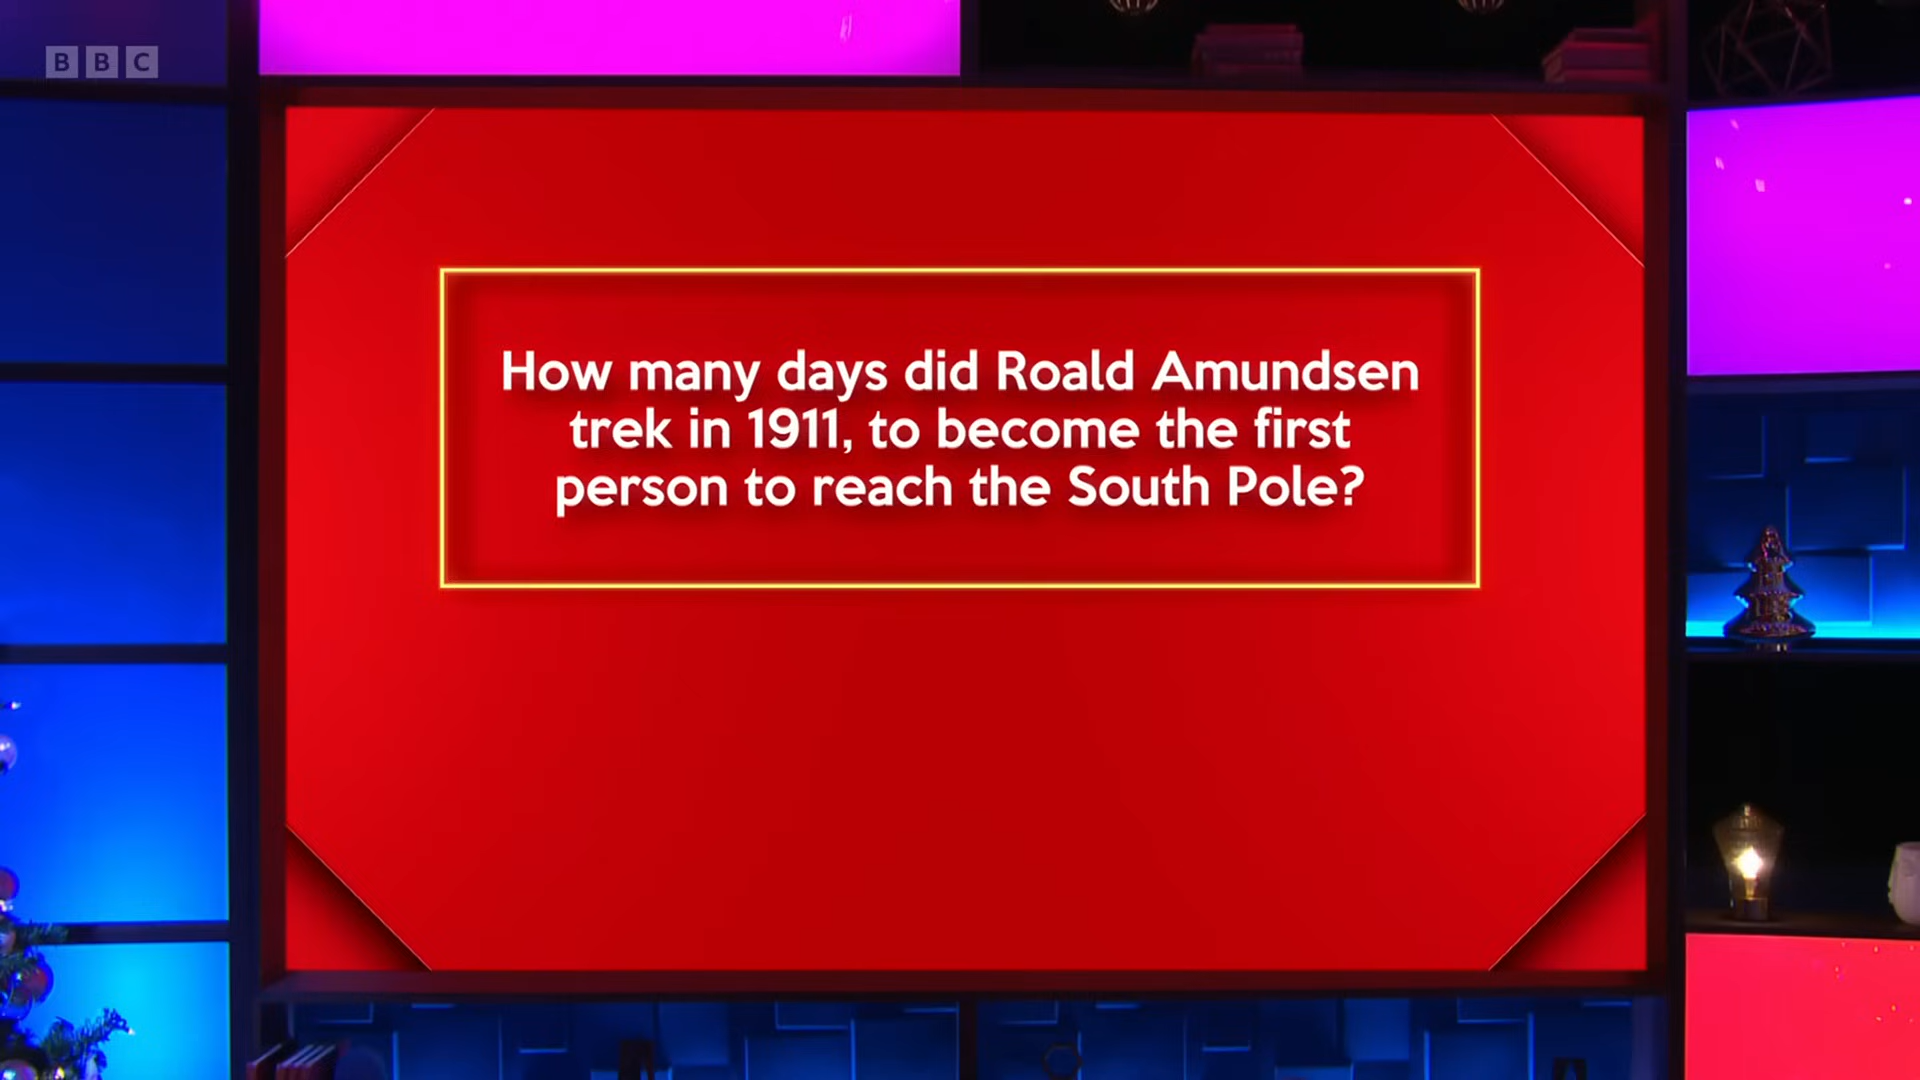 BBC
How many days did Roald Amundsen
trek in 1911, to become the first
person to reach the South Pole?